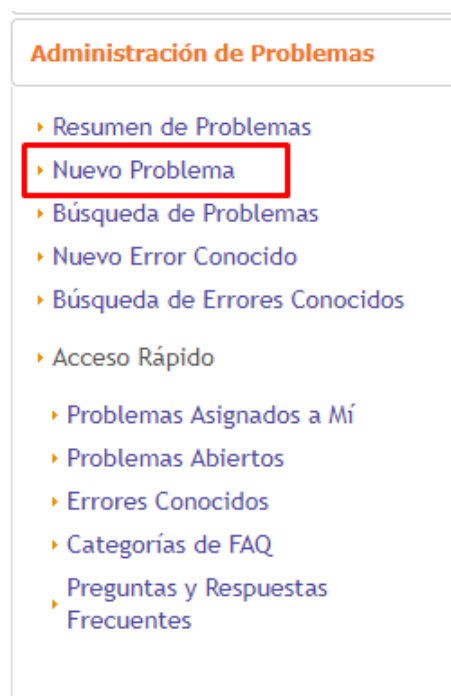 Administración de Problemas
Resumen de Problemas
Nuevo Problema
Búsqueda de Problemas
Nuevo Error Conocido
Búsqueda de Errores Conocidos
Acceso Rápido
Problemas Asignados a Mí
Problemas Abiertos
Errores Conocidos
Categorías de FAQ
Preguntas y Respuestas
Frecuentes